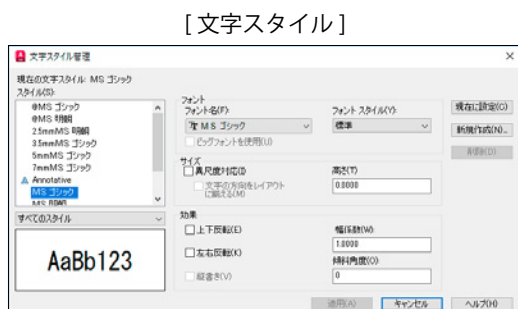 [ 文字スタイル ]
文字スタイル管理
現在の文字スタイル: MS ゴシック
スタイル(S):
@MS ゴシック
@MS 明朝
2.5mmMS 明朝
3.5mmMS ゴシック
5mmMS ゴシック
7mmMS ゴシック
Annotative
MS ゴシック
MS 明朝
すべてのスタイル
AaBb123
フォント
フォント名(F):
MS ゴシック
ビッグフォントを使用(U)
フォント スタイル(Y):
標準
サイズ
異尺度対応(I)
文字の方向をレイアウト
に揃える(M)
高さ(T)
0.0000
効果
上下反転(E)
左右反転(K)
縦書き(V)
幅係数(W):
1.0000
傾斜角度(O):
0
現在に設定(C)
新規作成(N)...
削除(D)
適用(A)
キャンセル
ヘルプ(H)